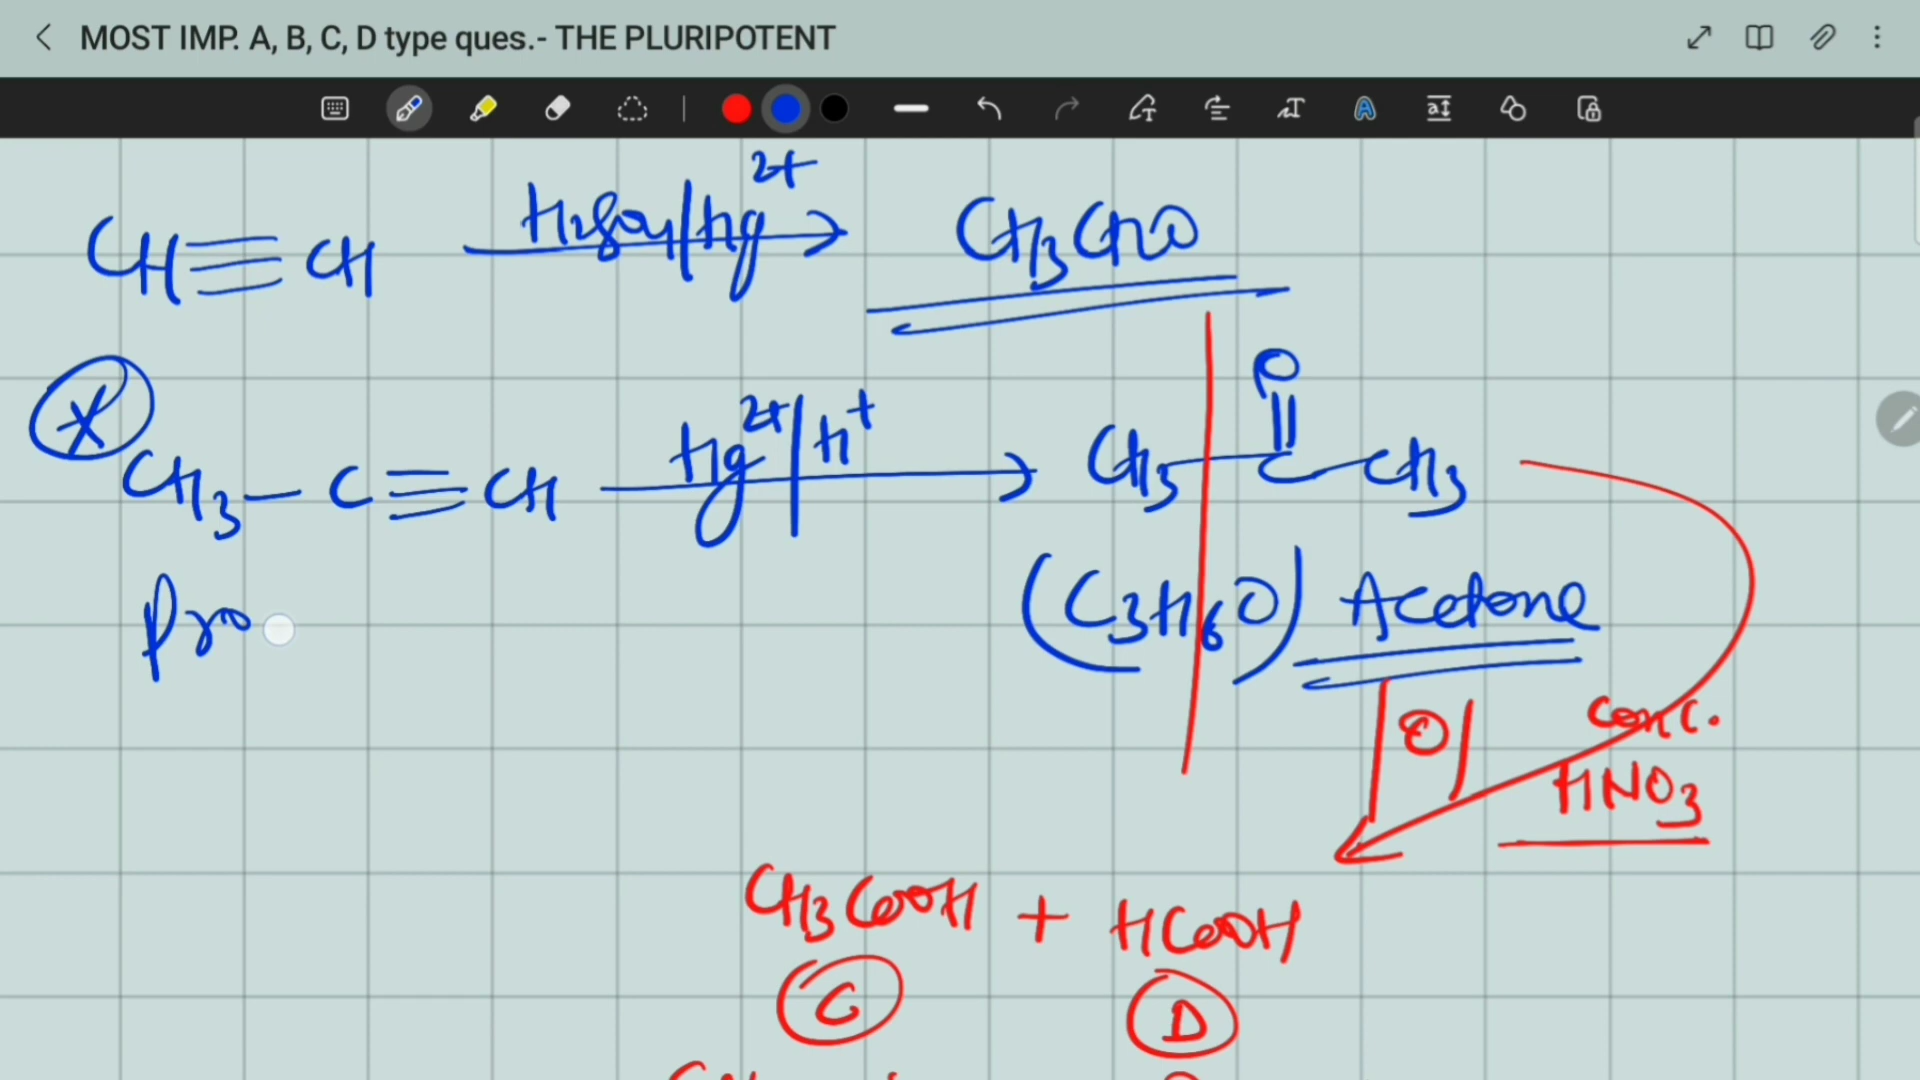 MOST IMP. A, B, C, D type ques.- THE PLURIPOTENT
CH≡CH H2SO4/Hg2+ CH3CHO
X
CH3-C≡CH Hg2+/H+ CH3-C-CH3
O
Pro
(C3H6O) Acetone
[O] conc.
HNO3
CH3COOH + HCOOH
C D